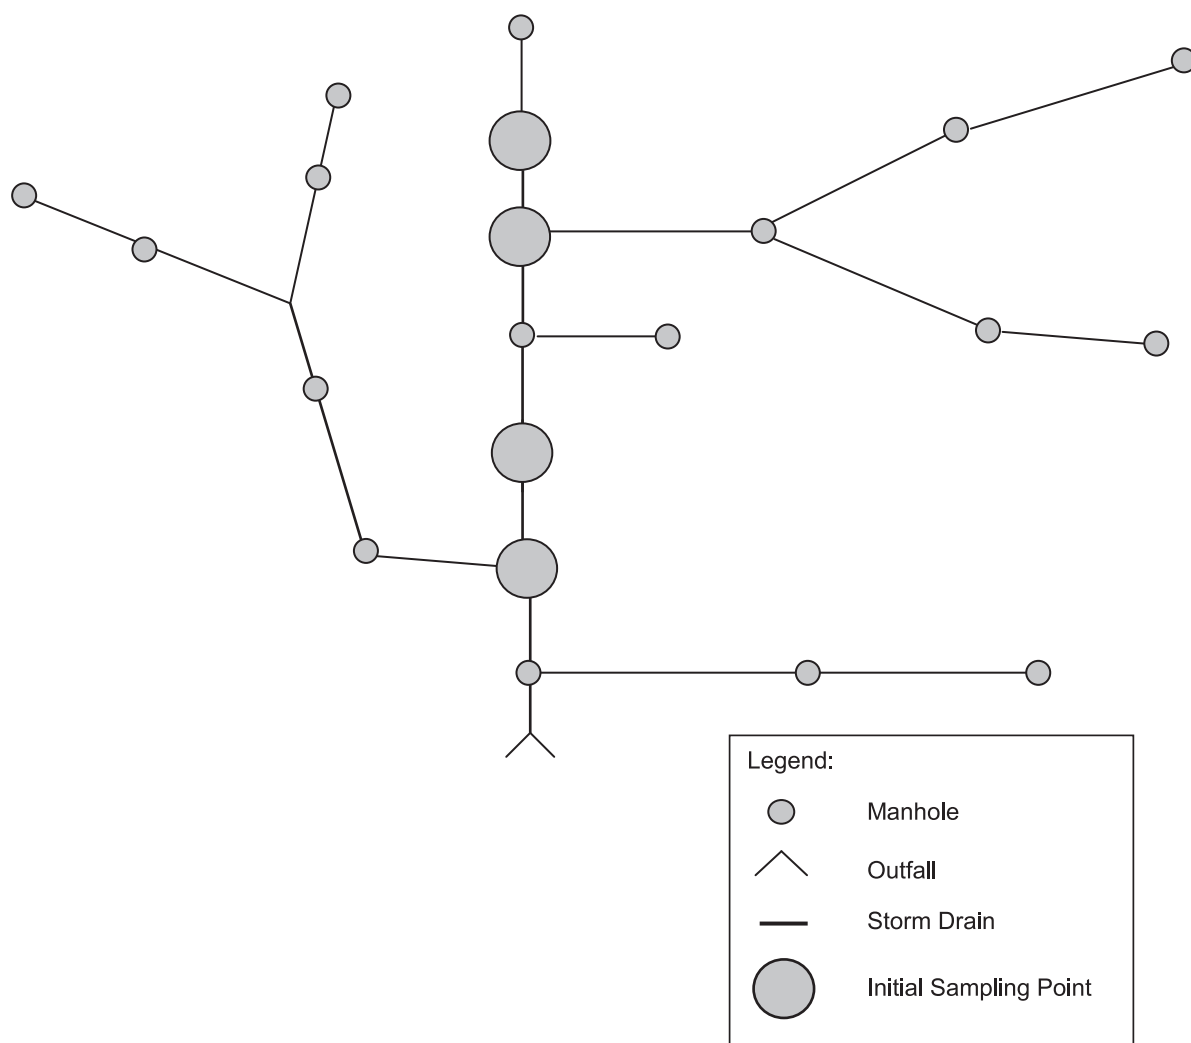 Legend:
Manhole
Outfall
Storm Drain
Initial Sampling Point